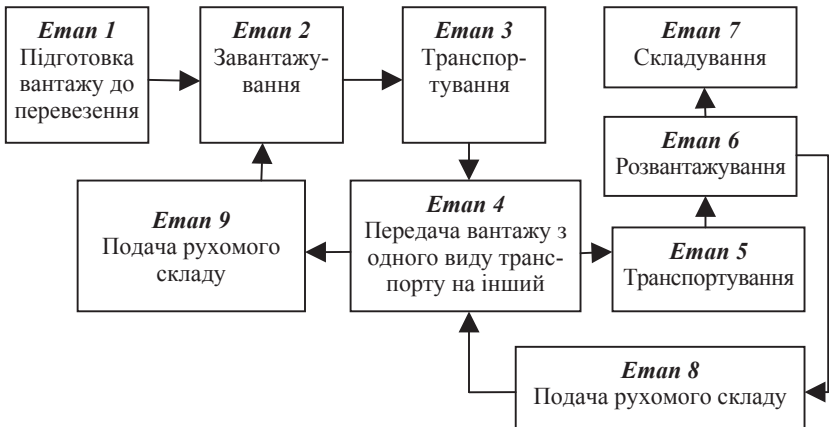 Етап 1
Підготовка
вантажу до
перевезення
Етап 2
Завантажу-
вання
Етап 3
Транспор-
тування
Етап 7
Складування
Етап 6
Розвантажування
Етап 9
Подача рухомого
складу
Етап 4
Передача вантажу з
одного виду транс-
порту на інший
Етап 5
Транспортування
Етап 8
Подача рухомого складу